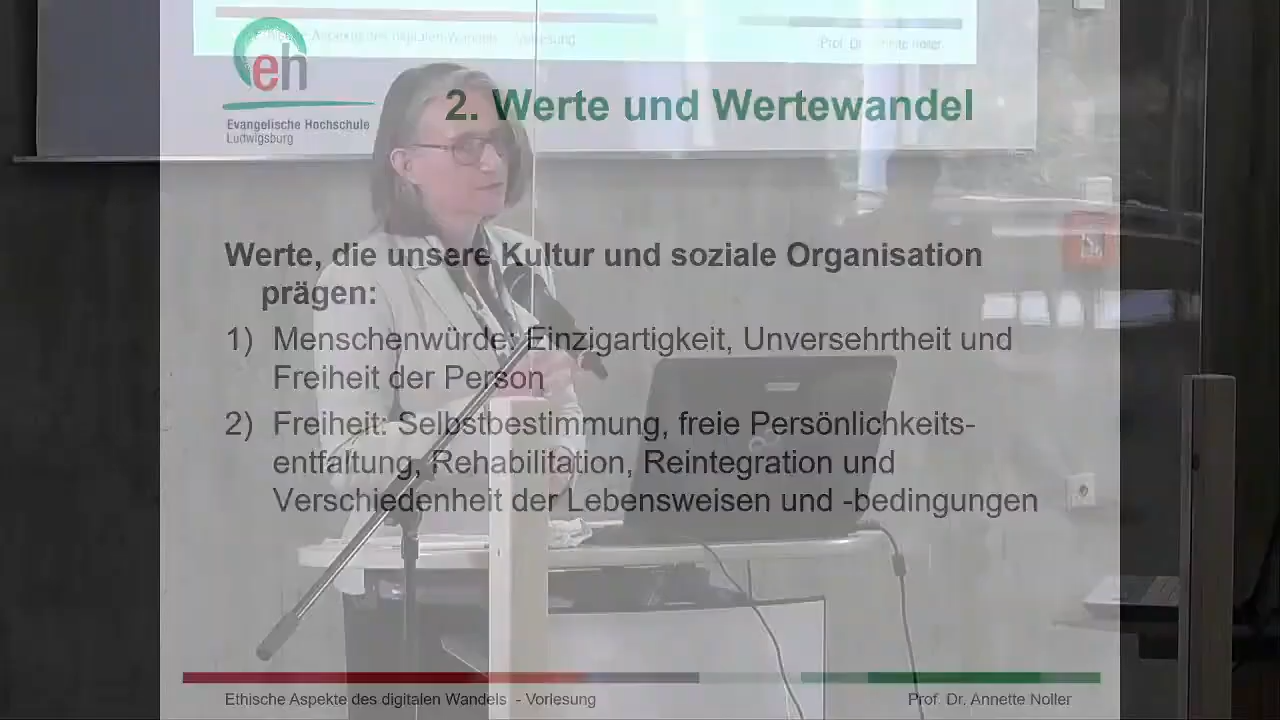 Aspekte des digitalen Wandels - Vorlesung
Prof. Dr. Annette Noller
eh
2. Werte und Wertewandel
Evangelische Hochschule
Ludwigsburg
Werte, die unsere Kultur und soziale Organisation
prägen:
1) Menschenwürde: Einzigartigkeit, Unversehrtheit und
Freiheit der Person
2) Freiheit: Selbstbestimmung, freie Persönlichkeits-
entfaltung, Rehabilitation, Reintegration und
Verschiedenheit der Lebensweisen und -bedingungen
Ethische Aspekte des digitalen Wandels - Vorlesung
Prof. Dr. Annette Noller